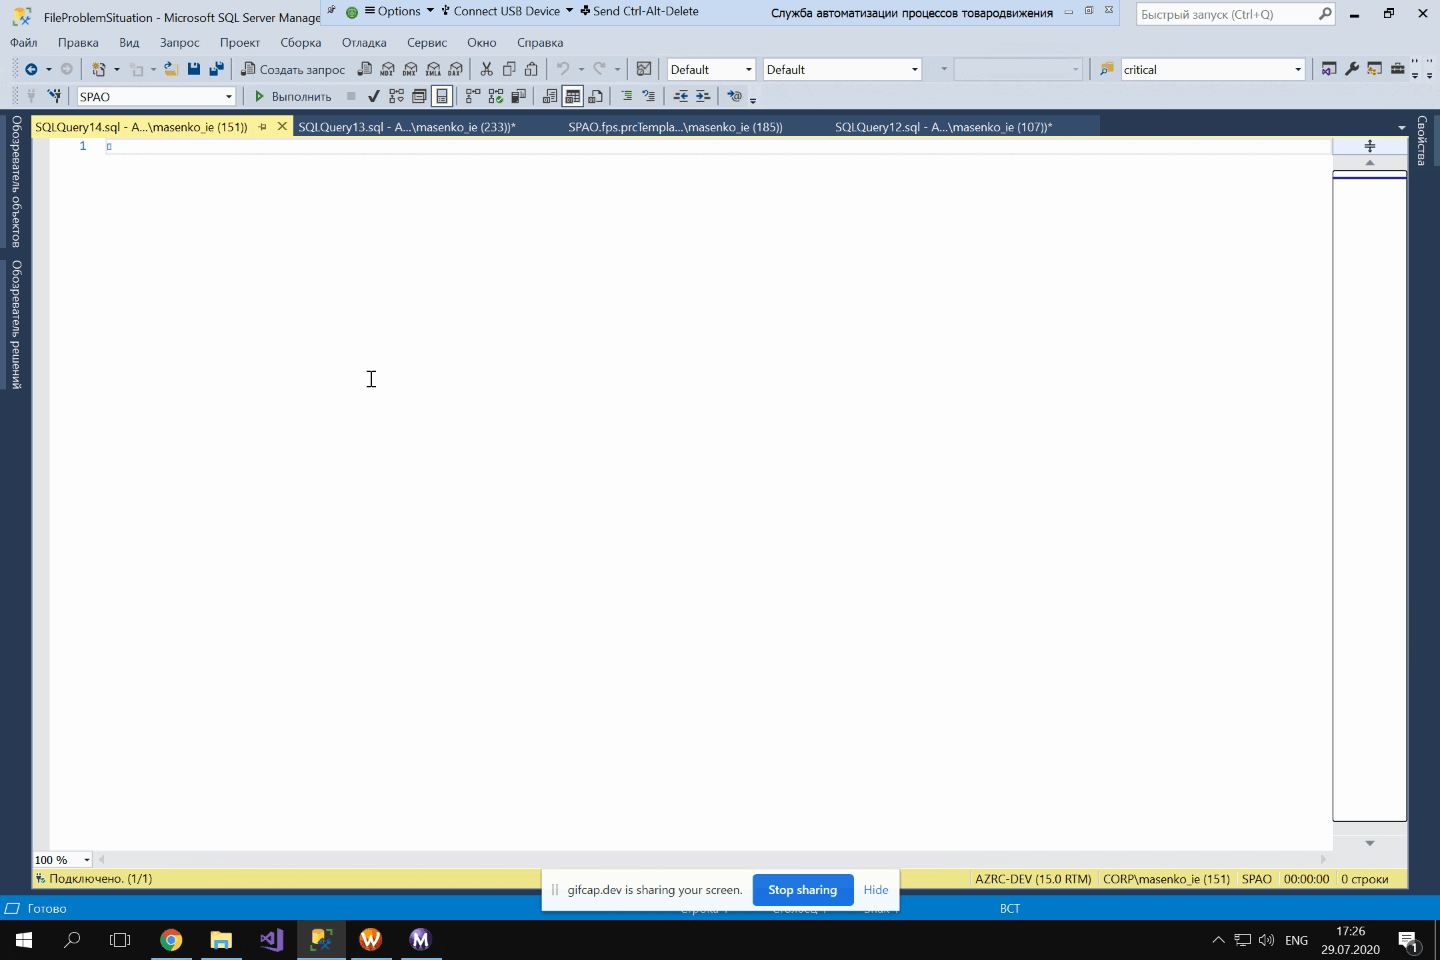 FileProblemSituation - Microsoft SQL Server Manage
Options
Connect USB Device
Send Ctrl-Alt-Delete
Служба автоматизации процессов товародвижения
Быстрый запуск (Ctrl+Q)
Файл Правка Вид Запрос Проект Сборка Отладка Сервис Окно Справка
Создать запрос
MDX DMX XMLA DAX
Default
Default
critical
SPAO
Выполнить
SQLQuery14.sql - A...\masenko_ie (151))
SQLQuery13.sql - A...\masenko_ie (233))*
SPAO.fps.prcTempla...\masenko_ie (185))
SQLQuery12.sql - A...\masenko_ie (107))*
Обозреватель объектов
Обозреватель решений
Свойства
1
100 %
Подключено. (1/1)
AZRC-DEV (15.0 RTM)
CORP\masenko_ie (151)
SPAO
00:00:00
0 строки
gifcap.dev is sharing your screen.
Stop sharing
Hide
Готово
ВСТ
ENG
17:26
29.07.2020
1